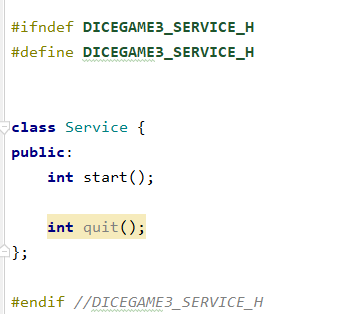 #ifndef DICEGAME3_SERVICE_H
#define DICEGAME3_SERVICE_H
class Service {
public:
    int start();
    int quit();
};
#endif //DICEGAME3_SERVICE_H